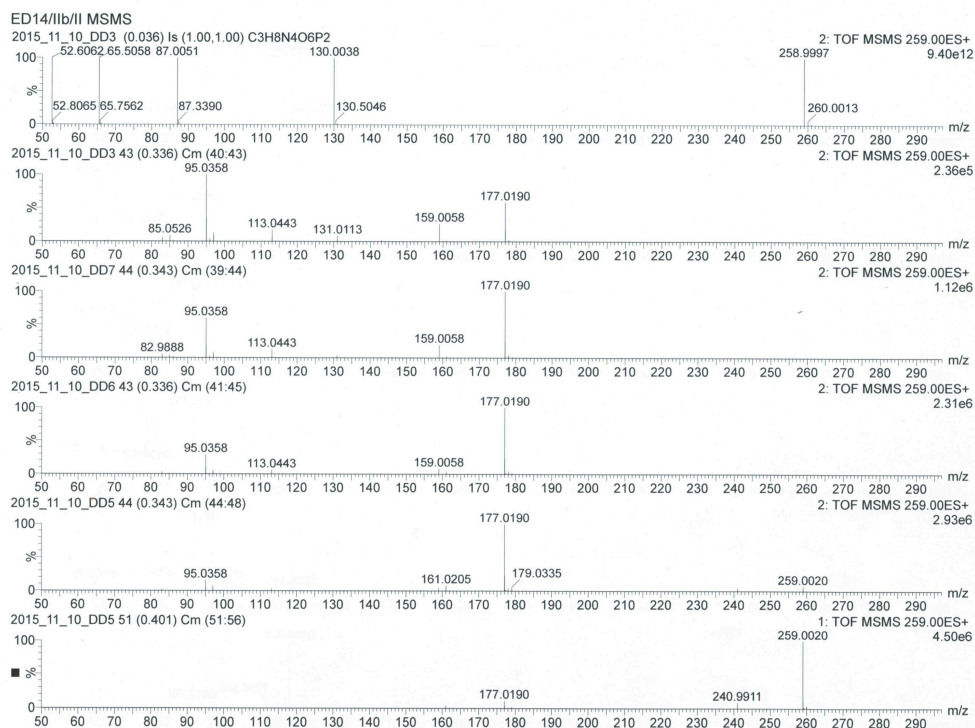 ED14/IIb/II MSMS
2015_11_10_DD3 (0.036) Is (1.00,1.00) C3H8N4O6P2
2: TOF MSMS 259.00ES+
9.40e12
100
%
0
52.6062 65.5058 87.0051 130.0038 258.9997
52.8065 65.7562 87.3390 130.5046 260.0013
50 60 70 80 90 100 110 120 130 140 150 160 170 180 190 200 210 220 230 240 250 260 270 280 290 m/z
2015_11_10_DD3 43 (0.336) Cm (40:43)
2: TOF MSMS 259.00ES+
2.36e5
100
%
0
95.0358
177.0190
85.0526 113.0443 131.0113 159.0058
50 60 70 80 90 100 110 120 130 140 150 160 170 180 190 200 210 220 230 240 250 260 270 280 290 m/z
2015_11_10_DD7 44 (0.343) Cm (39:44)
2: TOF MSMS 259.00ES+
1.12e6
100
%
0
177.0190
95.0358
82.9888 113.0443 159.0058
50 60 70 80 90 100 110 120 130 140 150 160 170 180 190 200 210 220 230 240 250 260 270 280 290 m/z
2015_11_10_DD6 43 (0.336) Cm (41:45)
2: TOF MSMS 259.00ES+
2.31e6
100
%
0
177.0190
95.0358
113.0443 159.0058
50 60 70 80 90 100 110 120 130 140 150 160 170 180 190 200 210 220 230 240 250 260 270 280 290 m/z
2015_11_10_DD5 44 (0.343) Cm (44:48)
2: TOF MSMS 259.00ES+
2.93e6
100
%
0
177.0190
95.0358 161.0205 179.0335 259.0020
50 60 70 80 90 100 110 120 130 140 150 160 170 180 190 200 210 220 230 240 250 260 270 280 290 m/z
2015_11_10_DD5 51 (0.401) Cm (51:56)
1: TOF MSMS 259.00ES+
4.50e6
100
%
0
259.0020
177.0190 240.9911
50 60 70 80 90 100 110 120 130 140 150 160 170 180 190 200 210 220 230 240 250 260 270 280 290 m/z